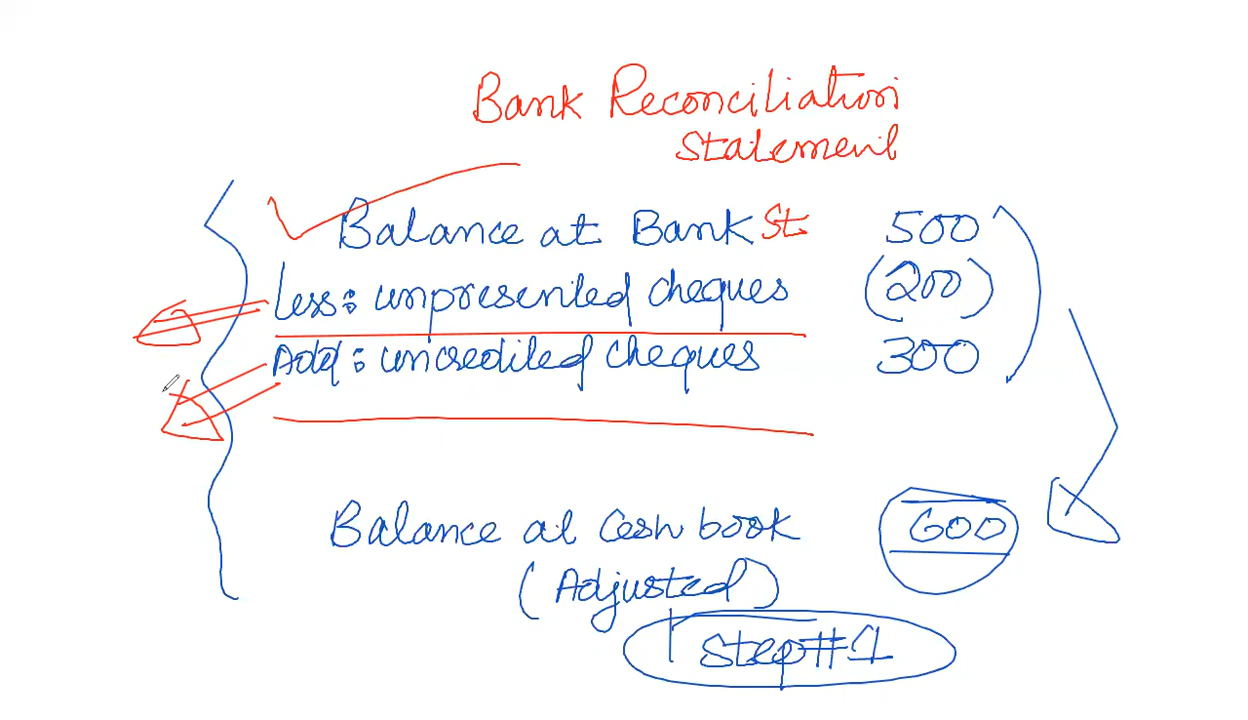 Bank Reconciliation
Statement
Balance at Bank St 500
Less: unpresented cheques (200)
Add: uncredited cheques 300
Balance at Cash book 600
(Adjusted)
Step#1